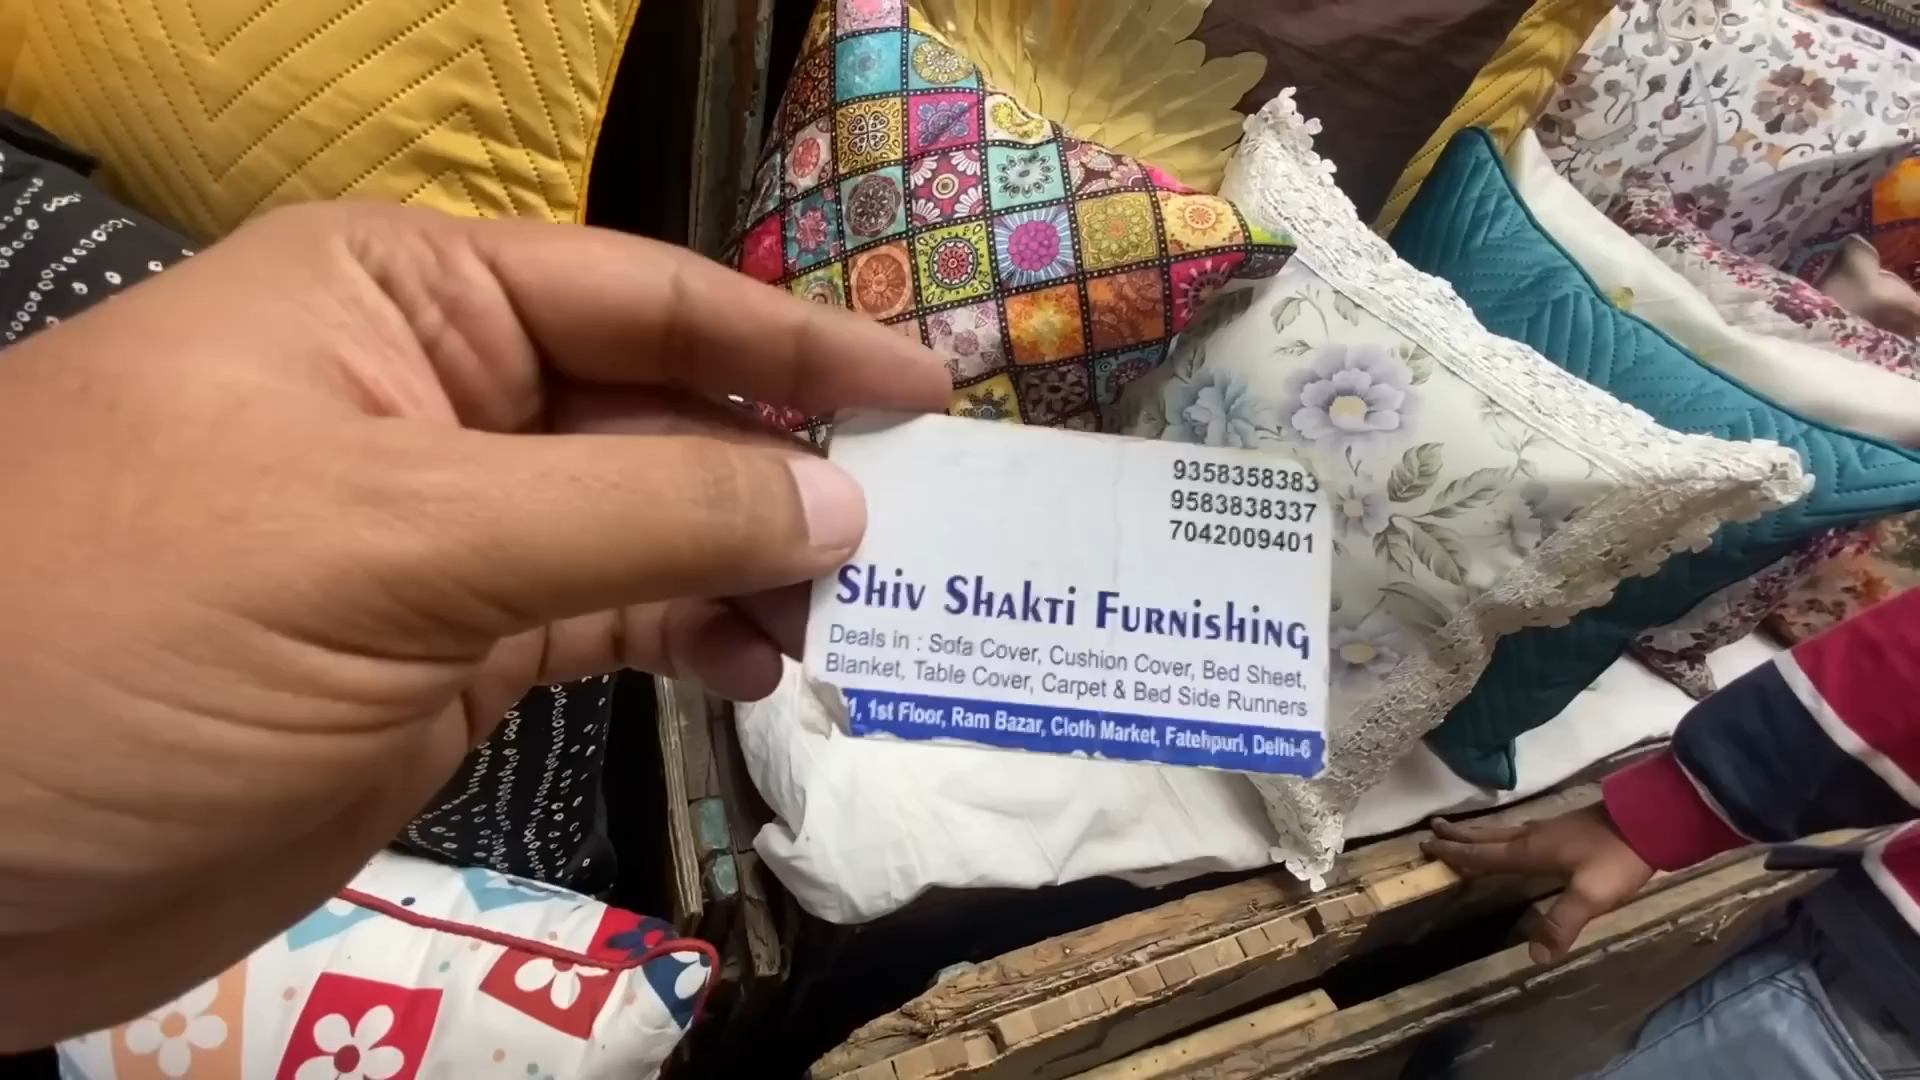 9358358383
9583838337
7042009401
Shiv Shakti Furnishing
Deals in : Sofa Cover, Cushion Cover, Bed Sheet,
Blanket, Table Cover, Carpet & Bed Side Runners
1st Floor, Ram Bazar, Cloth Market, Fatehpuri, Delhi-6